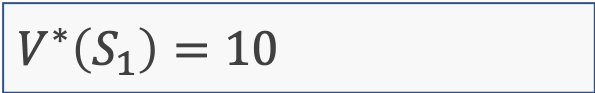 V*(S₁) = 10